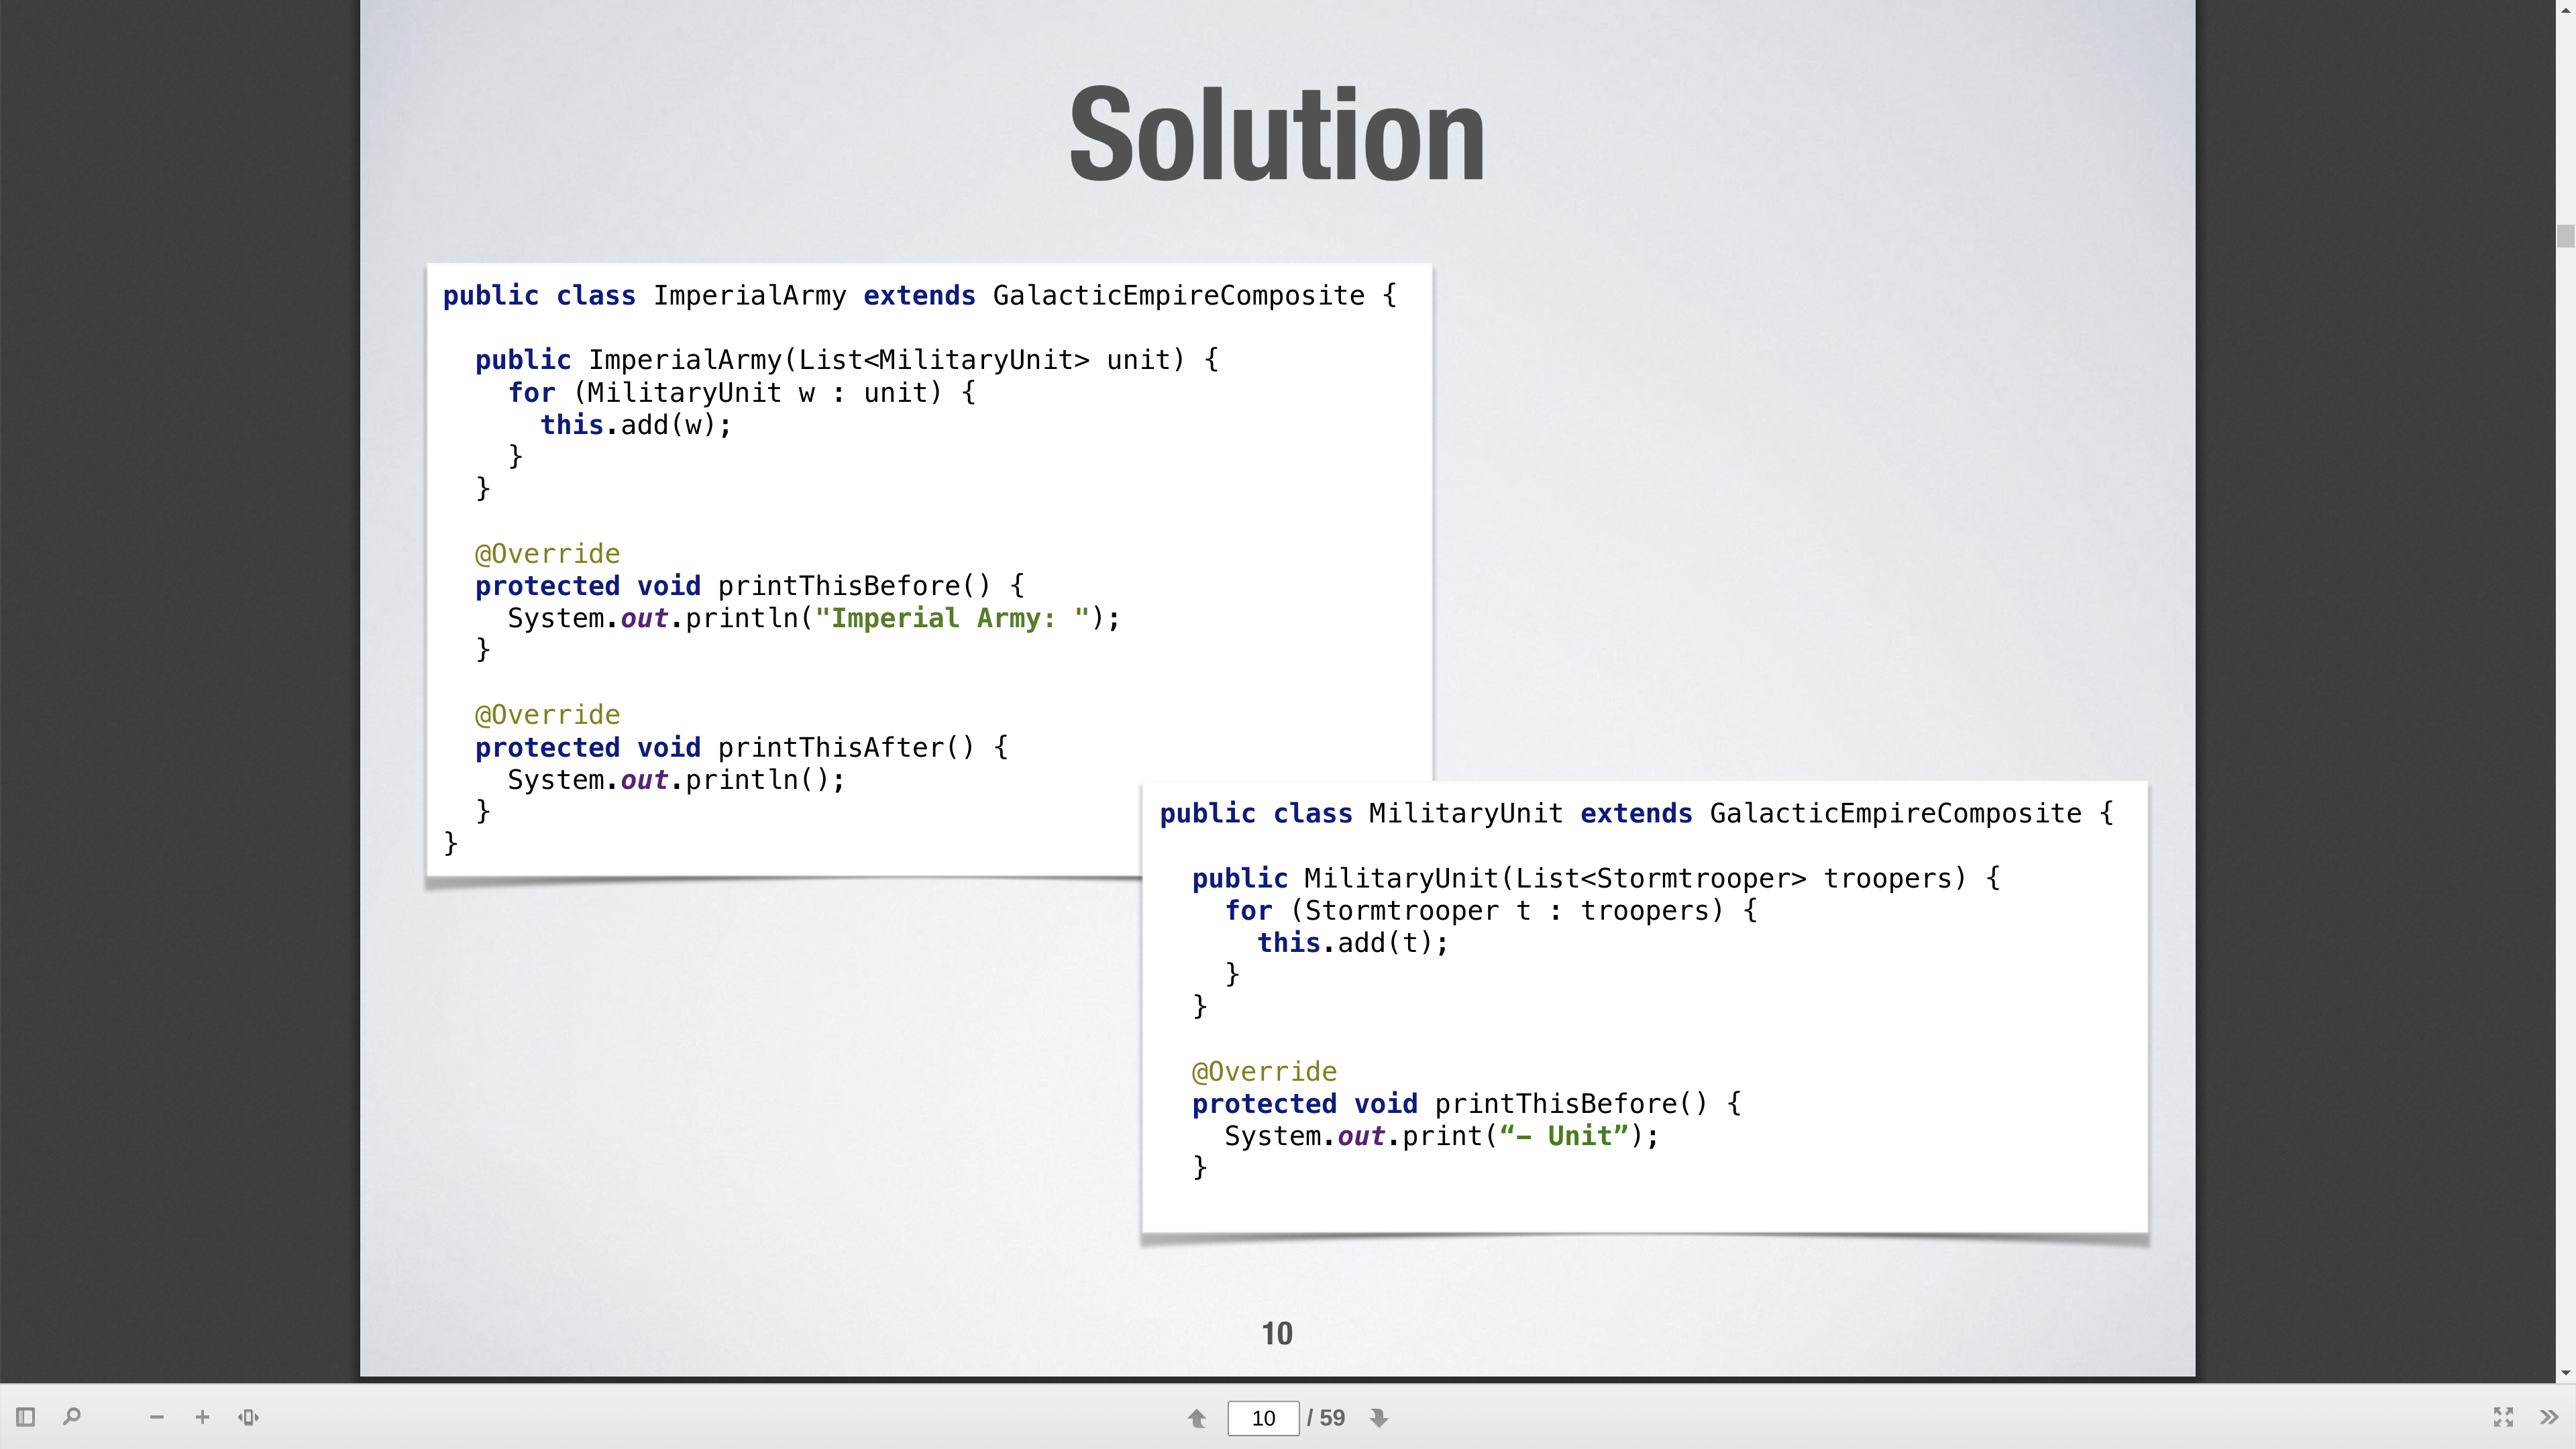 Solution
public class ImperialArmy extends GalacticEmpireComposite {
public ImperialArmy(List<MilitaryUnit> unit) {
for (MilitaryUnit w : unit) {
this.add(w);
}
}
@Override
protected void printThisBefore() {
System.out.println("Imperial Army: ");
}
@Override
protected void printThisAfter() {
System.out.println();
}
}
public class MilitaryUnit extends GalacticEmpireComposite {
public MilitaryUnit(List<Stormtrooper> troopers) {
for (Stormtrooper t : troopers) {
this.add(t);
}
}
@Override
protected void printThisBefore() {
System.out.print(“– Unit”);
}
10
10 / 59